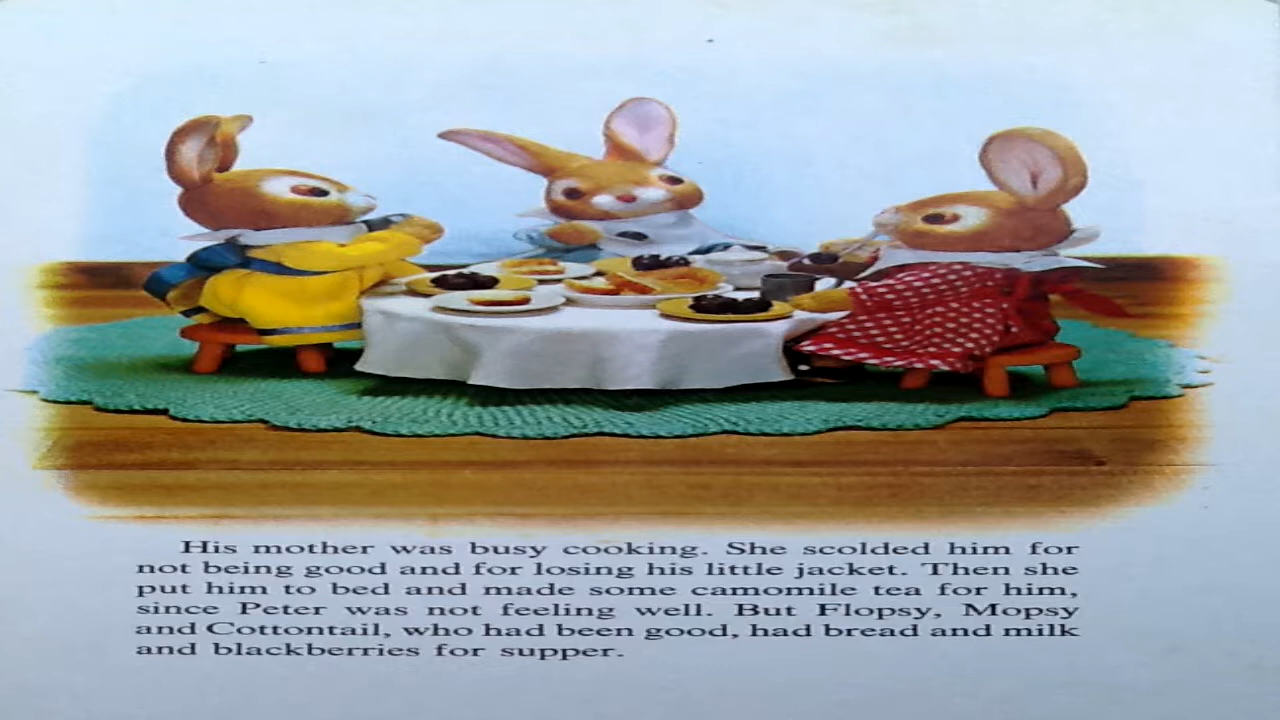 His mother was busy cooking. She scolded him for
not being good and for losing his little jacket. Then she
put him to bed and made some camomile tea for him,
since Peter was not feeling well. But Flopsy, Mopsy
and Cottontail, who had been good, had bread and milk
and blackberries for supper.